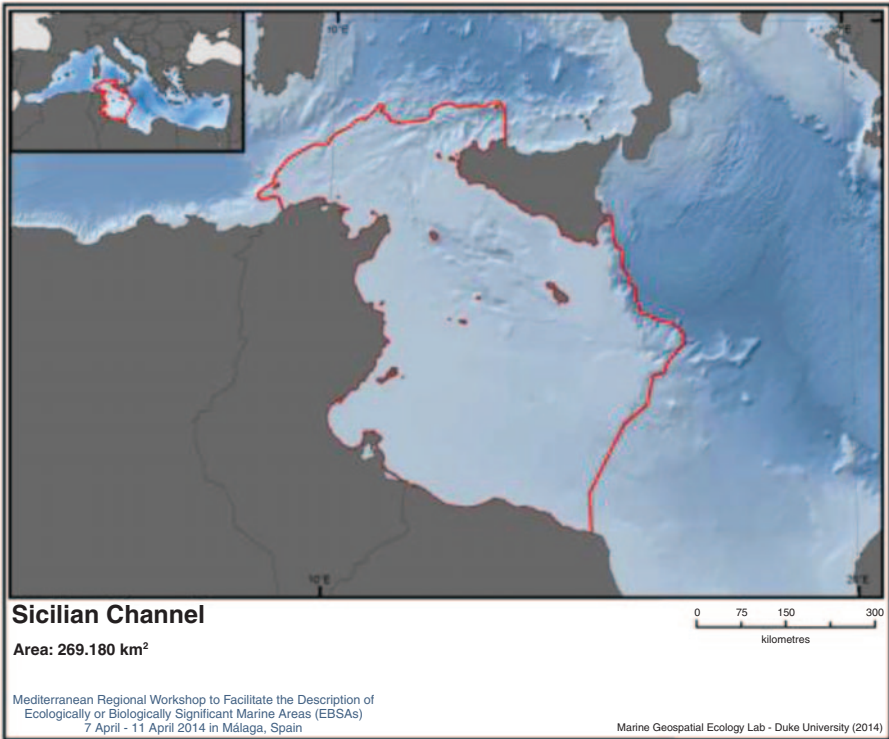 10°E
10°E
20°E
Sicilian Channel
Area: 269.180 km²
0 75 150 300
kilometres
Mediterranean Regional Workshop to Facilitate the Description of
Ecologically or Biologically Significant Marine Areas (EBSAs)
7 April - 11 April 2014 in Málaga, Spain
Marine Geospatial Ecology Lab - Duke University (2014)